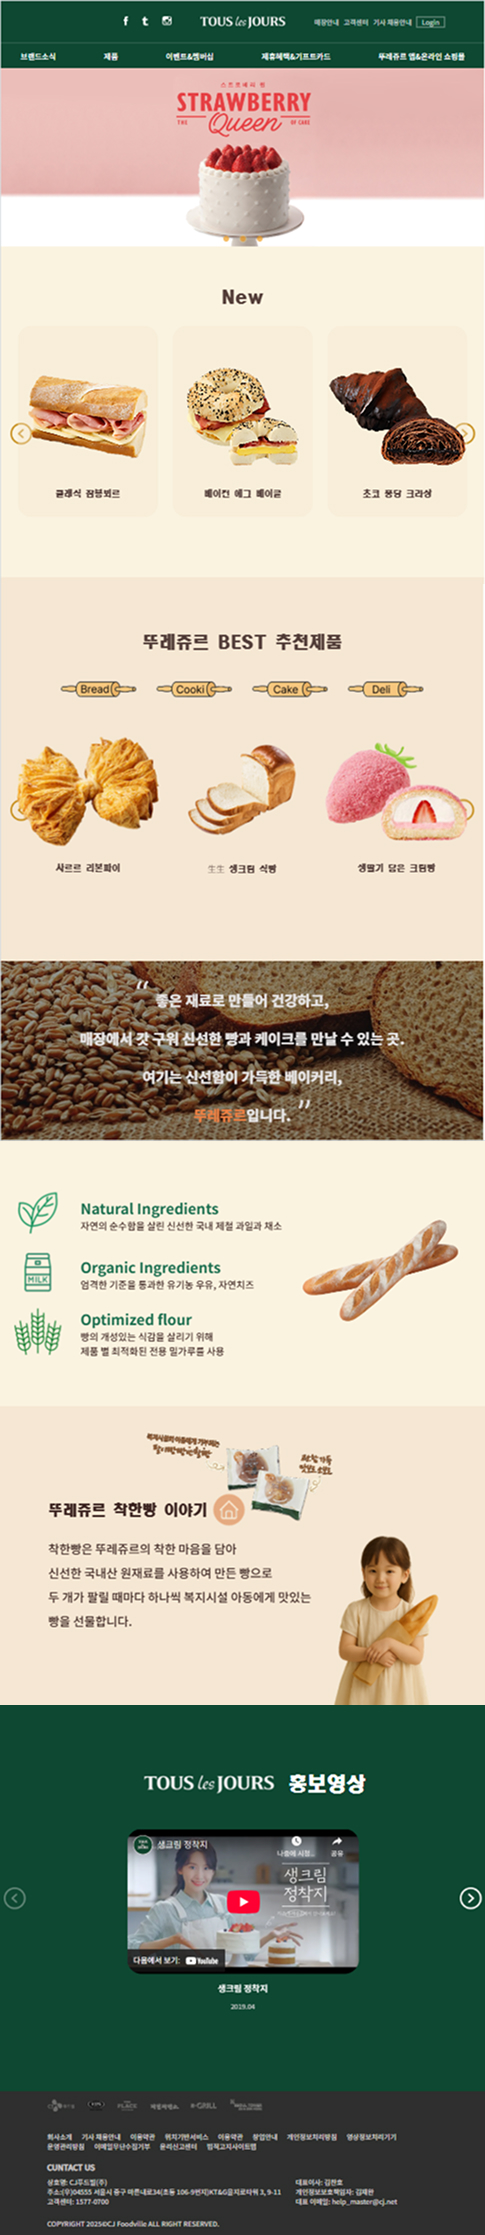 TOUS les JOURS
매장안내 고객센터 기사 채용안내 Login
브랜드소식 제품 이벤트&멤버십 제휴혜택&기프트카드 뚜레쥬르 앱&온라인 쇼핑몰
스트로베리 퀸
STRAWBERRY
THE Queen OF CAKE
New
클래식 잠봉뵈르
베이컨 에그 베이글
초코 퐁당 크라상
뚜레쥬르 BEST 추천제품
Bread Cooki Cake Deli
사르르 리본파이
生生 생크림 식빵
생딸기 담은 크림빵
“ 좋은 재료로 만들어 건강하고,
매장에서 갓 구워 신선한 빵과 케이크를 만날 수 있는 곳.
여기는 신선함이 가득한 베이커리,
뚜레쥬르입니다. ”
Natural Ingredients
자연의 순수함을 살린 신선한 국내 제철 과일과 채소
MILK
Organic Ingredients
엄격한 기준을 통과한 유기농 우유, 자연치즈
Optimized flour
빵의 개성있는 식감을 살리기 위해
제품 별 최적화된 전용 밀가루를 사용
뚜레쥬르 착한빵 이야기
착한빵은 뚜레쥬르의 착한 마음을 담아
신선한 국내산 원재료를 사용하여 만든 빵으로
두 개가 팔릴 때마다 하나씩 복지시설 아동에게 맛있는
빵을 선물합니다.
TOUS les JOURS 홍보영상
생크림 정착지
나중에 시청... 공유
생크림
정착지
다음에서 보기: YouTube
생크림 정착지
2019.04
회사소개 기사 채용안내 이용약관 위치기반서비스 이용약관 창업안내 개인정보처리방침 영상정보처리기기
운영관리방침 이메일무단수집거부 윤리신고센터 법적고지사이트맵
CUNTACT US
상호명: CJ푸드빌(주) 대표이사: 김찬호
주소:(우)04555 서울시 중구 마른내로34(초동 106-9번지)KT&G을지로타워 3, 9-11 개인정보보호책임자: 김재완
고객센터: 1577-0700 대표 이메일: help_master@cj.net
COPYRIGHT 2025©CJ Foodville ALL RIGHT RESERVED.